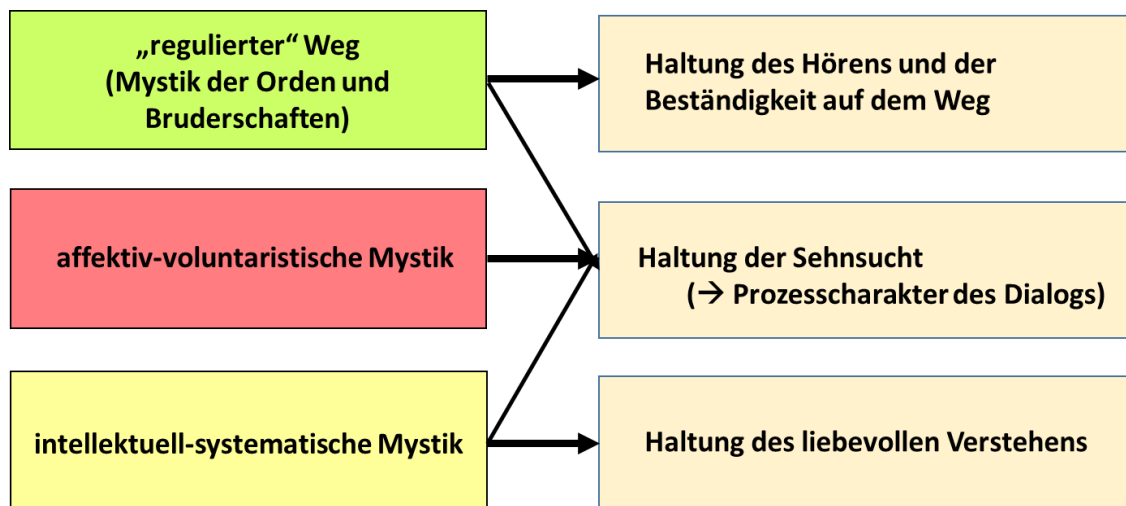 „regulierter“ Weg
(Mystik der Orden und
Bruderschaften)
Haltung des Hörens und der
Beständigkeit auf dem Weg
affektiv-voluntaristische Mystik
Haltung der Sehnsucht
(→ Prozesscharakter des Dialogs)
intellektuell-systematische Mystik
Haltung des liebevollen Verstehens